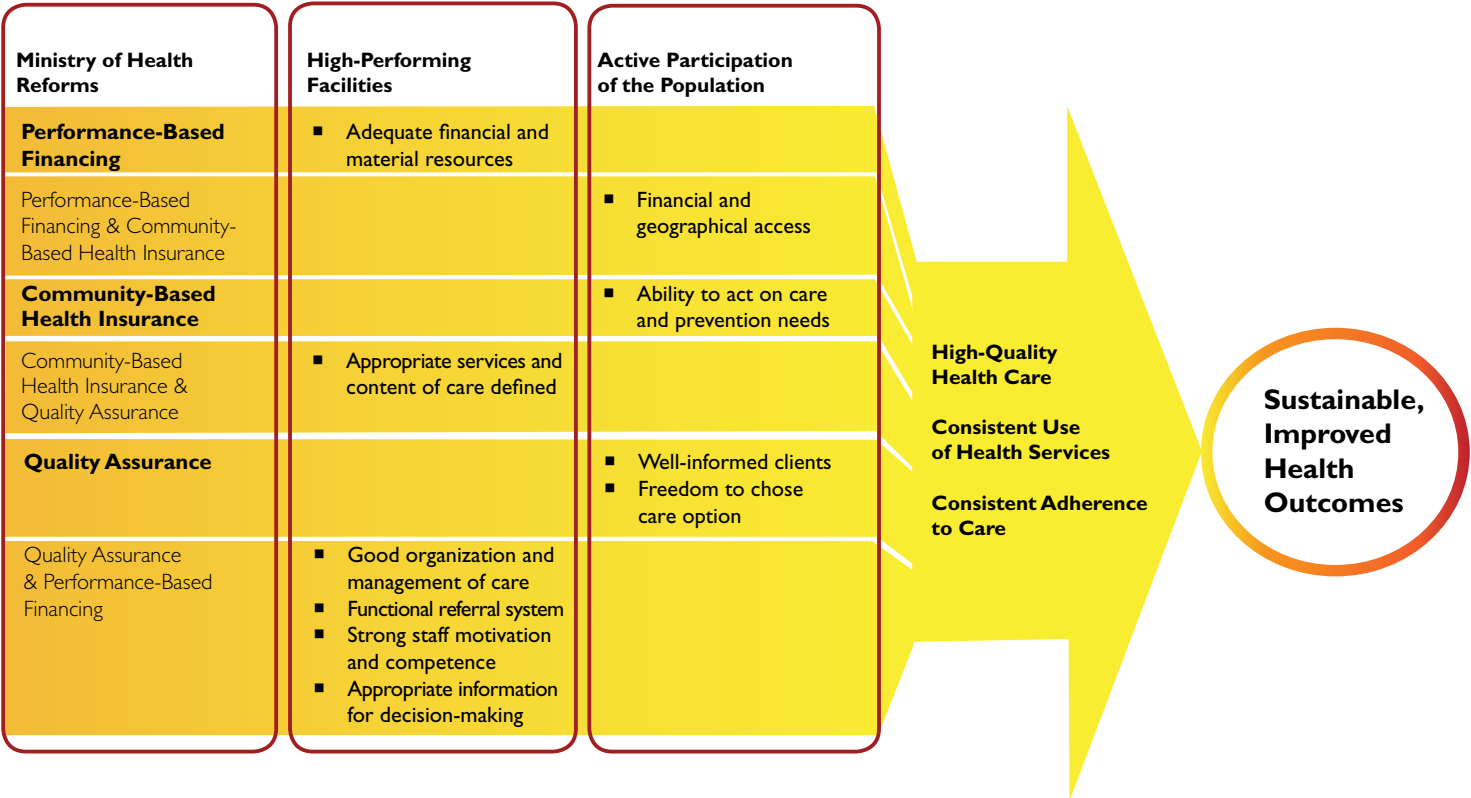 Ministry of Health
Reforms
High-Performing
Facilities
Active Participation
of the Population
Performance-Based
Financing
■ Adequate financial and
material resources
Performance-Based
Financing & Community-
Based Health Insurance
■ Financial and
geographical access
Community-Based
Health Insurance
■ Ability to act on care
and prevention needs
Community-Based
Health Insurance &
Quality Assurance
■ Appropriate services and
content of care defined
Quality Assurance
■ Well-informed clients
■ Freedom to chose
care option
Quality Assurance
& Performance-Based
Financing
■ Good organization and
management of care
■ Functional referral system
■ Strong staff motivation
and competence
■ Appropriate information
for decision-making
High-Quality
Health Care
Consistent Use
of Health Services
Consistent Adherence
to Care
Sustainable,
Improved
Health
Outcomes